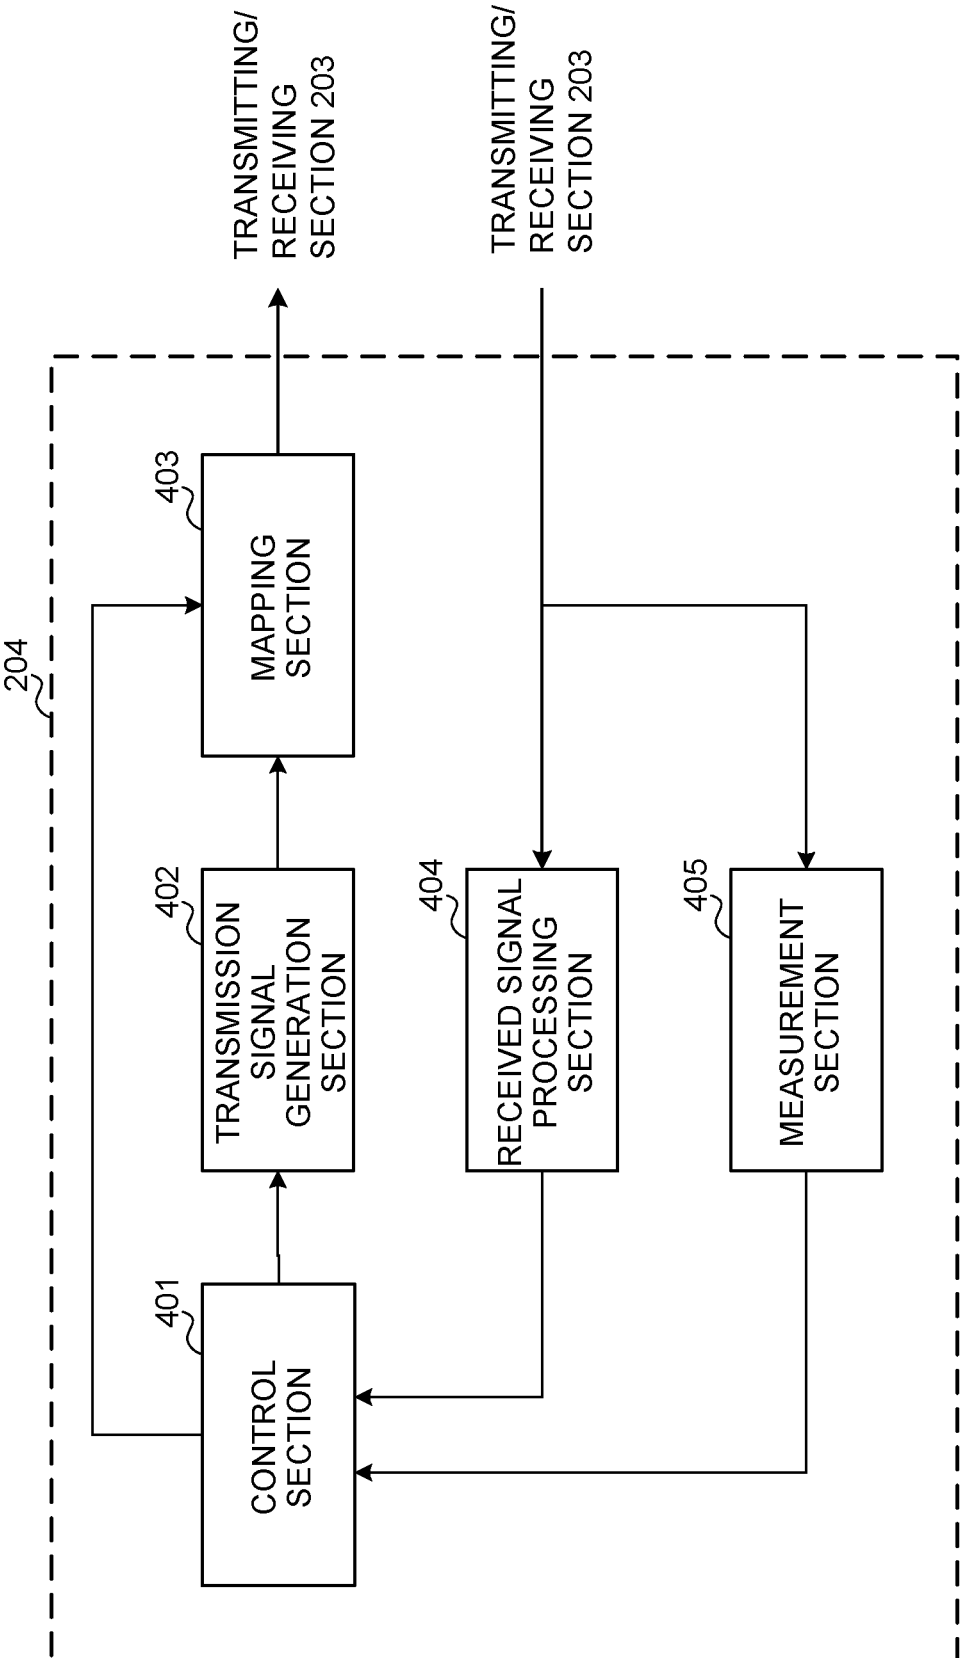 204
401
CONTROL
SECTION
402
TRANSMISSION
SIGNAL
GENERATION
SECTION
403
MAPPING
SECTION
TRANSMITTING/
RECEIVING
SECTION 203
404
RECEIVED SIGNAL
PROCESSING
SECTION
TRANSMITTING/
RECEIVING
SECTION 203
405
MEASUREMENT
SECTION